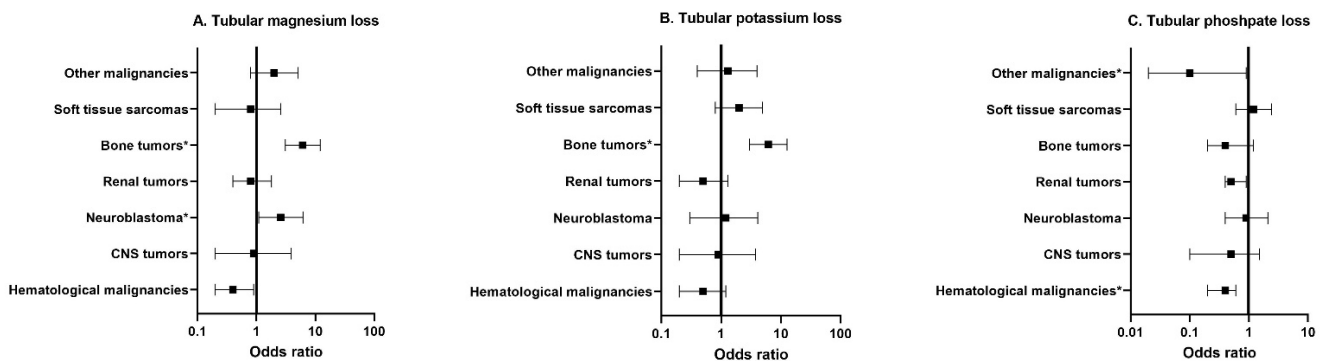 A. Tubular magnesium loss
Other malignancies
Soft tissue sarcomas
Bone tumors*
Renal tumors
Neuroblastoma*
CNS tumors
Hematological malignancies
0.1 1 10 100
Odds ratio
B. Tubular potassium loss
Other malignancies
Soft tissue sarcomas
Bone tumors*
Renal tumors
Neuroblastoma
CNS tumors
Hematological malignancies
0.1 1 10 100
Odds ratio
C. Tubular phoshpate loss
Other malignancies*
Soft tissue sarcomas
Bone tumors
Renal tumors
Neuroblastoma
CNS tumors
Hematological malignancies*
0.01 0.1 1 10
Odds ratio